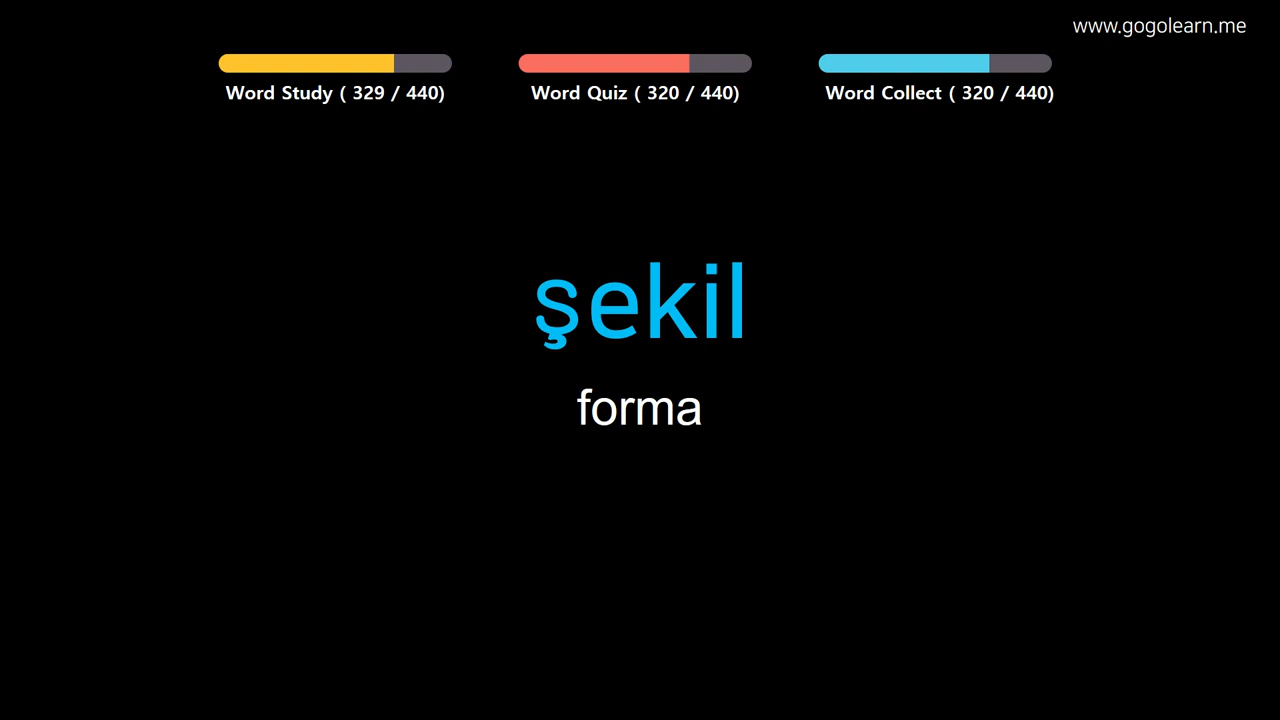 www.gogolearn.me
Word Study ( 329 / 440)
Word Quiz ( 320 / 440)
Word Collect ( 320 / 440)
şekil
forma